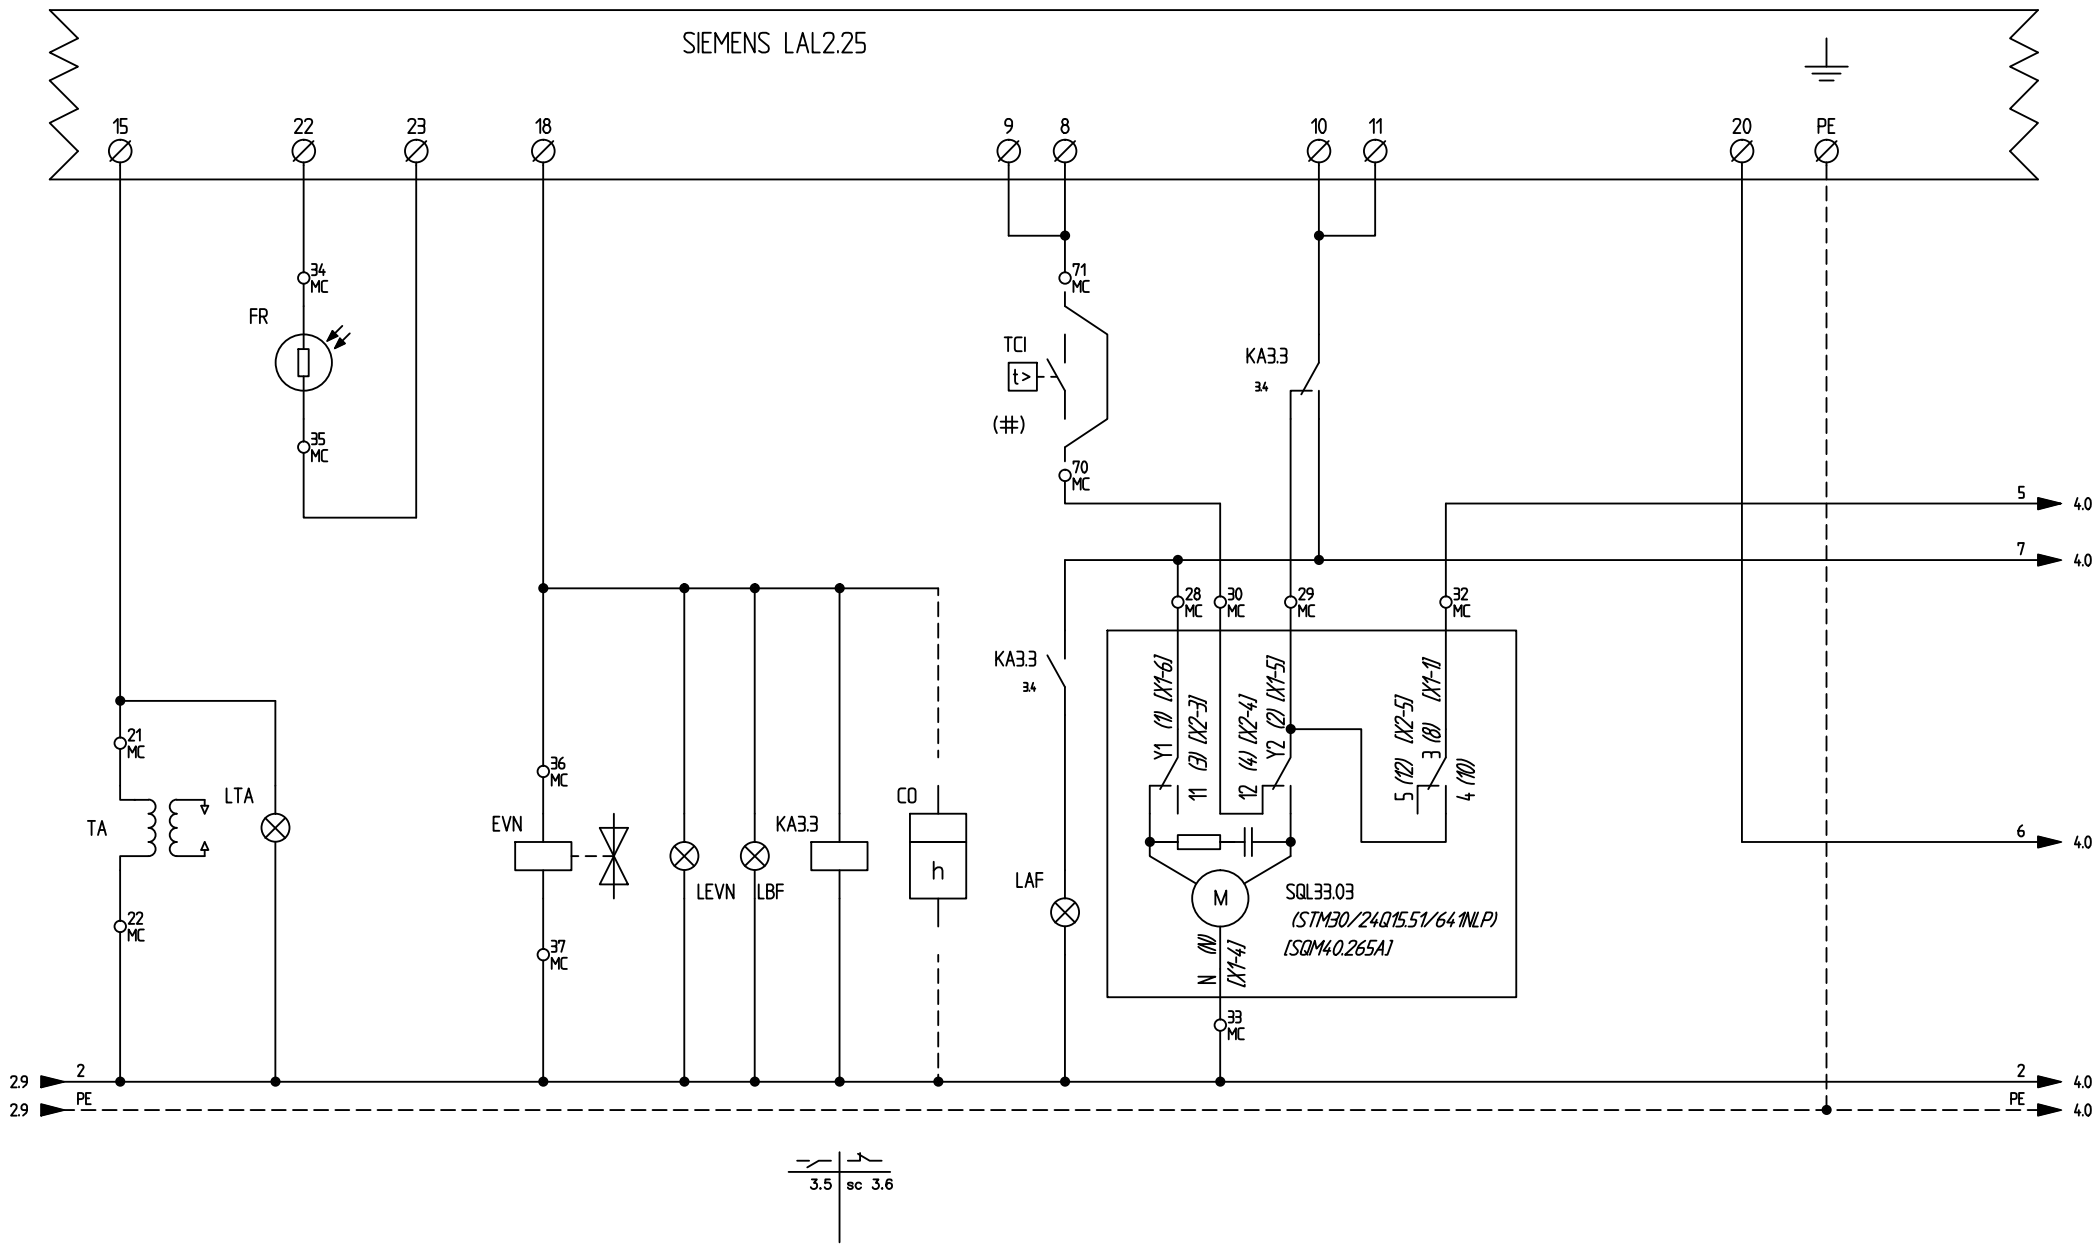 SIEMENS LAL2.25
15
22
23
18
9
8
10
11
20
PE
34
MC
71
MC
FR
TCI
t>
KA3.3
3.4
(#)
35
MC
70
MC
5
4.0
7
4.0
28
MC
30
MC
29
MC
32
MC
KA3.3
3.4
Y1 (1) [X1-6]
11 (3) [X2-3]
12 (4) [X2-4]
Y2 (2) [X1-5]
5 (12) [X2-5]
3 (8) [X1-1]
4 (10)
21
MC
36
MC
LTA
TA
EVN
KA3.3
CO
h
6
4.0
LEVN
LBF
LAF
M
SQL33.03
(STM30/24Q15.51/641NLP)
[SQM40.265A]
22
MC
37
MC
N (N)
[X1-4]
33
MC
2.9
2
2
4.0
2.9
PE
PE
4.0
3.5
sc 3.6